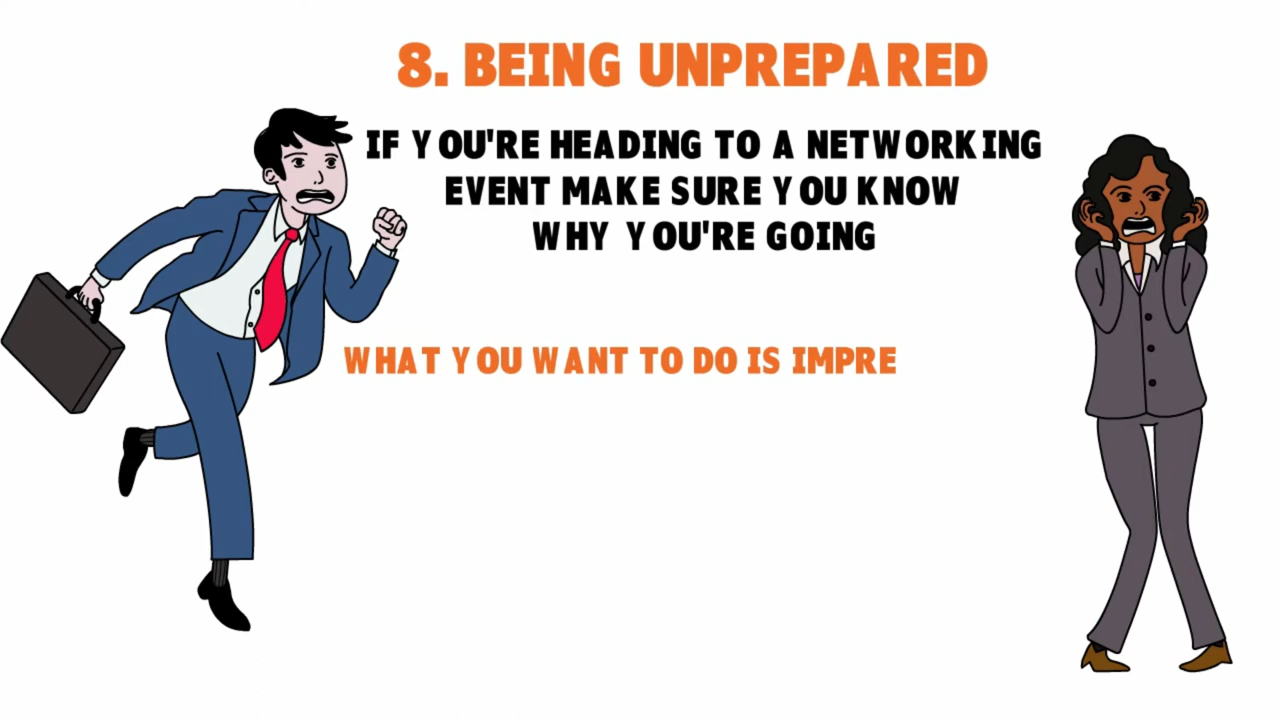 8. BEING UNPREPARED
IF YOU'RE HEADING TO A NETWORKING
EVENT MAKE SURE YOU KNOW
WHY YOU'RE GOING
WHAT YOU WANT TO DO IS IMPRE